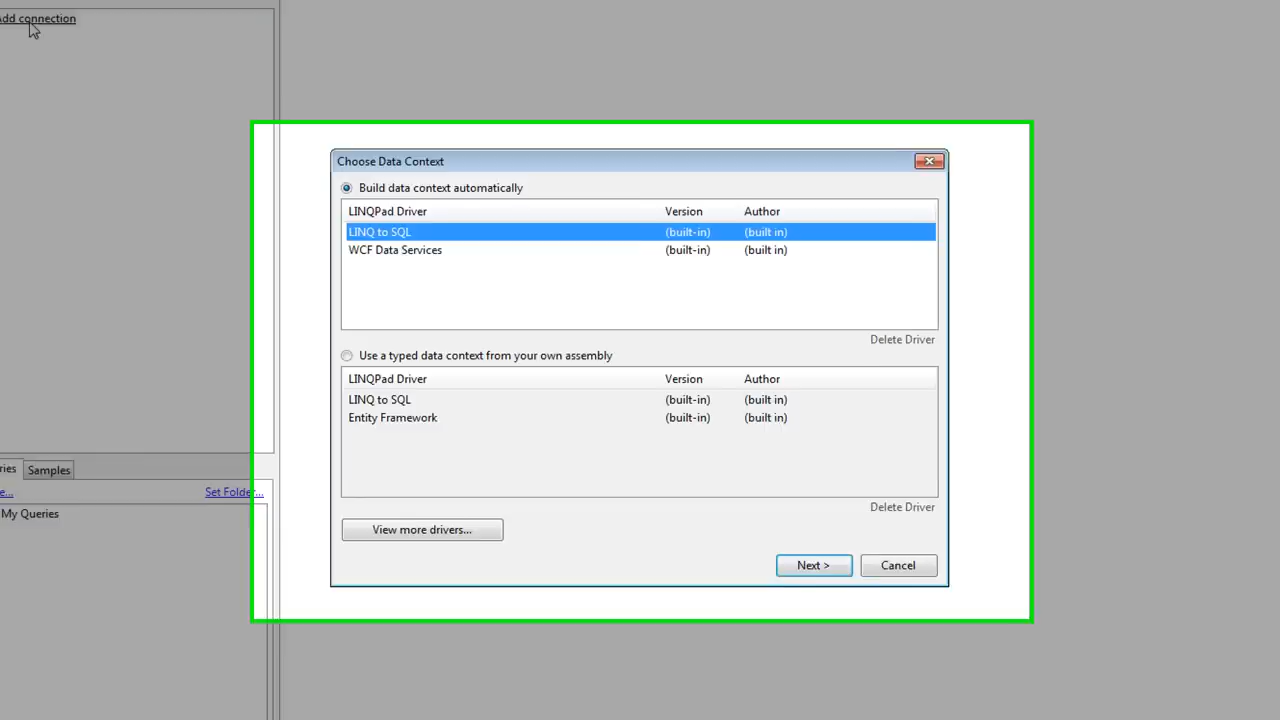 Add connection
Choose Data Context
Build data context automatically
LINQPad Driver Version Author
LINQ to SQL (built-in) (built in)
WCF Data Services (built-in) (built in)
Delete Driver
Use a typed data context from your own assembly
LINQPad Driver Version Author
LINQ to SQL (built-in) (built in)
Entity Framework (built-in) (built in)
Delete Driver
View more drivers...
Next > Cancel
ries Samples
e... Set Folder...
My Queries